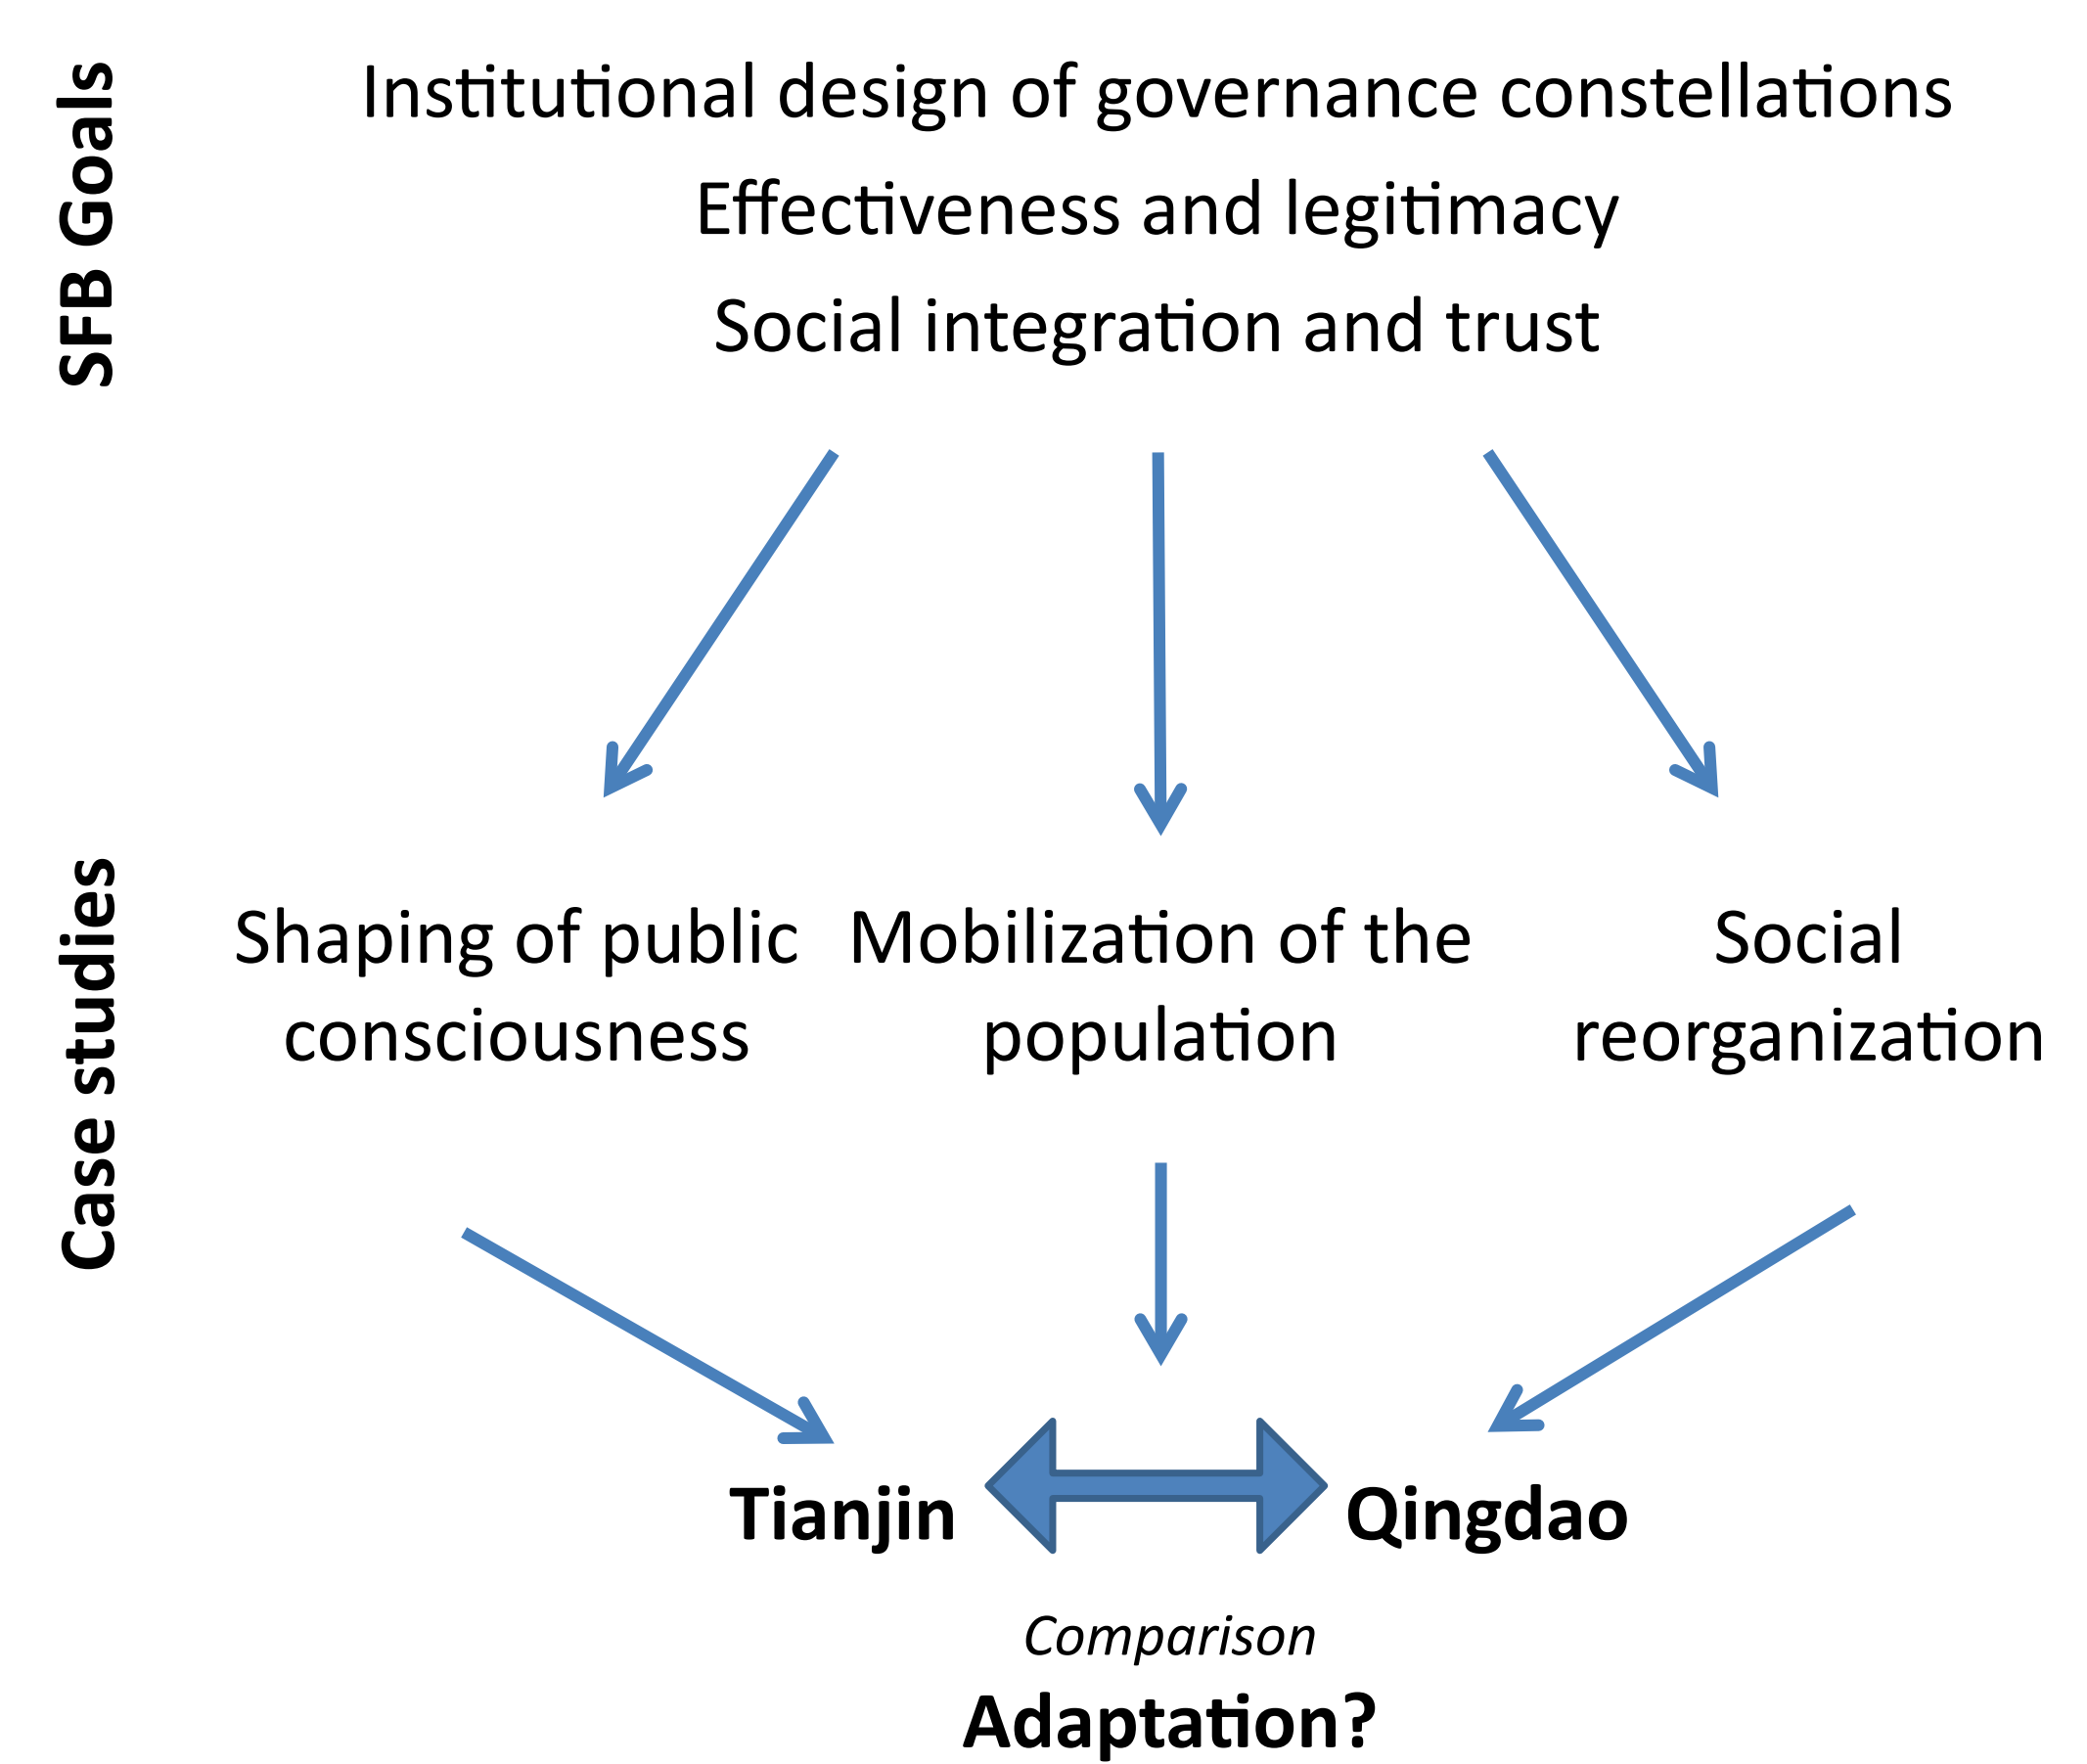 SFB Goals
Institutional design of governance constellations
Effectiveness and legitimacy
Social integration and trust
Case studies
Shaping of public
consciousness
Mobilization of the
population
Social
reorganization
Tianjin
Qingdao
Comparison
Adaptation?